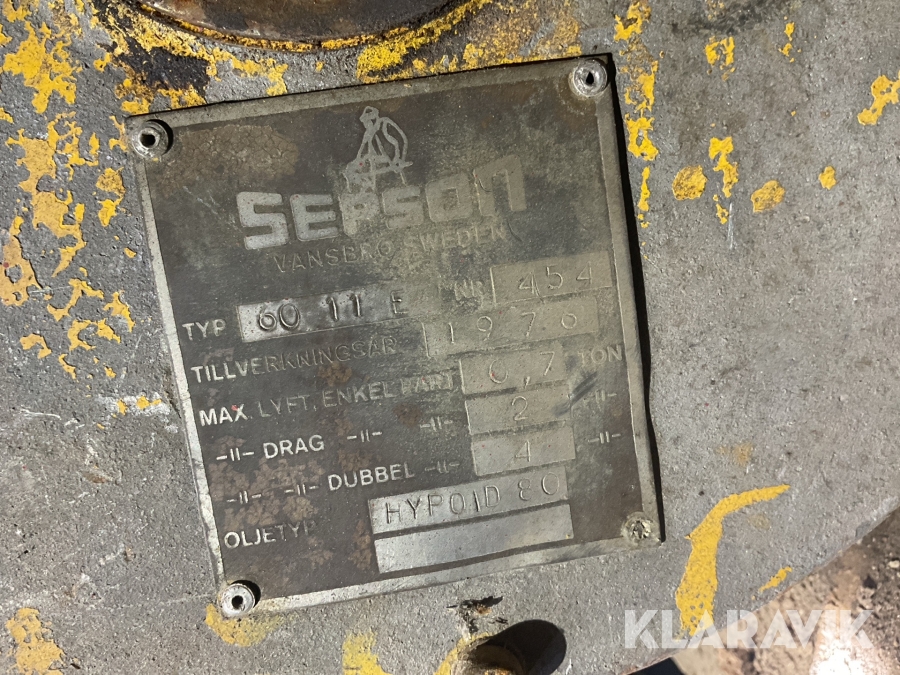 SEPSON
VANSBRO SWEDEN
TYP 60 11 E NR 454
TILLVERKNINGSÅR 1976
MAX. LYFT, ENKEL PART 0,7 TON
-II- DRAG -II- -II- 2 -II-
-II- -II- DUBBEL -II- 4 -II-
OLJETYP HYPOID 80
KLARAVIK